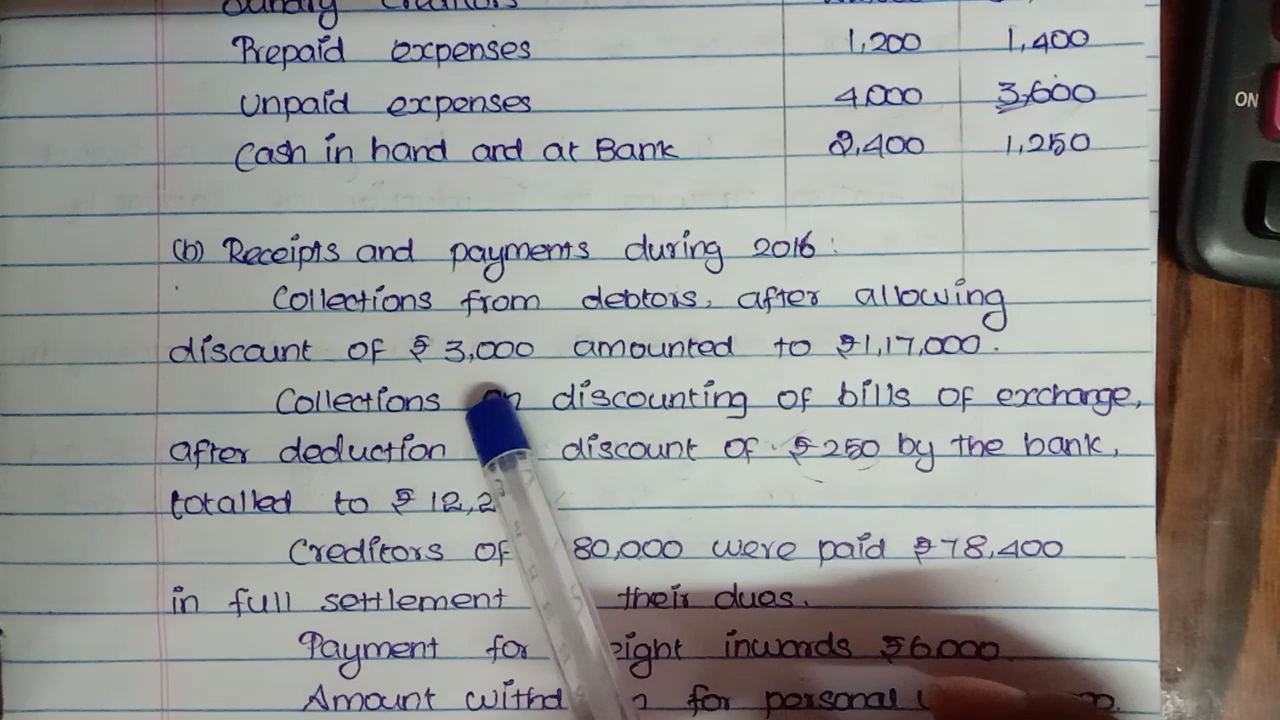 Prepaid expenses 1,200 1,400
Unpaid expenses 4,000 3,600
Cash in hand and at Bank 2,400 1,250
(b) Receipts and payments during 2016:
Collections from debtors, after allowing
discount of ₹ 3,000 amounted to ₹1,17,000.
Collections on discounting of bills of exchange,
after deduction discount of ₹250 by the bank,
totalled to ₹ 12,2
Creditors of 80,000 were paid ₹78,400
in full settlement their dues.
Payment for inwards ₹6,000
Amount for personal
ON